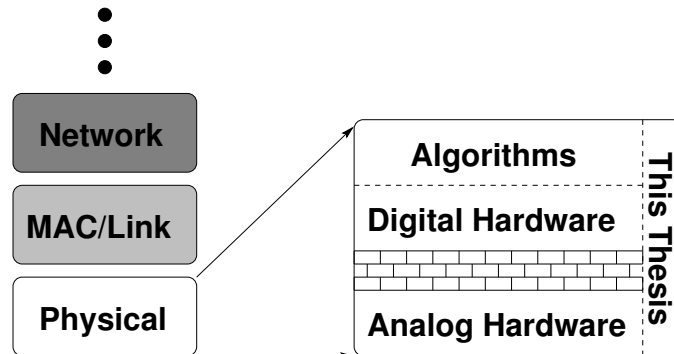 Network
MAC/Link
Physical
Algorithms
Digital Hardware
Analog Hardware
This Thesis